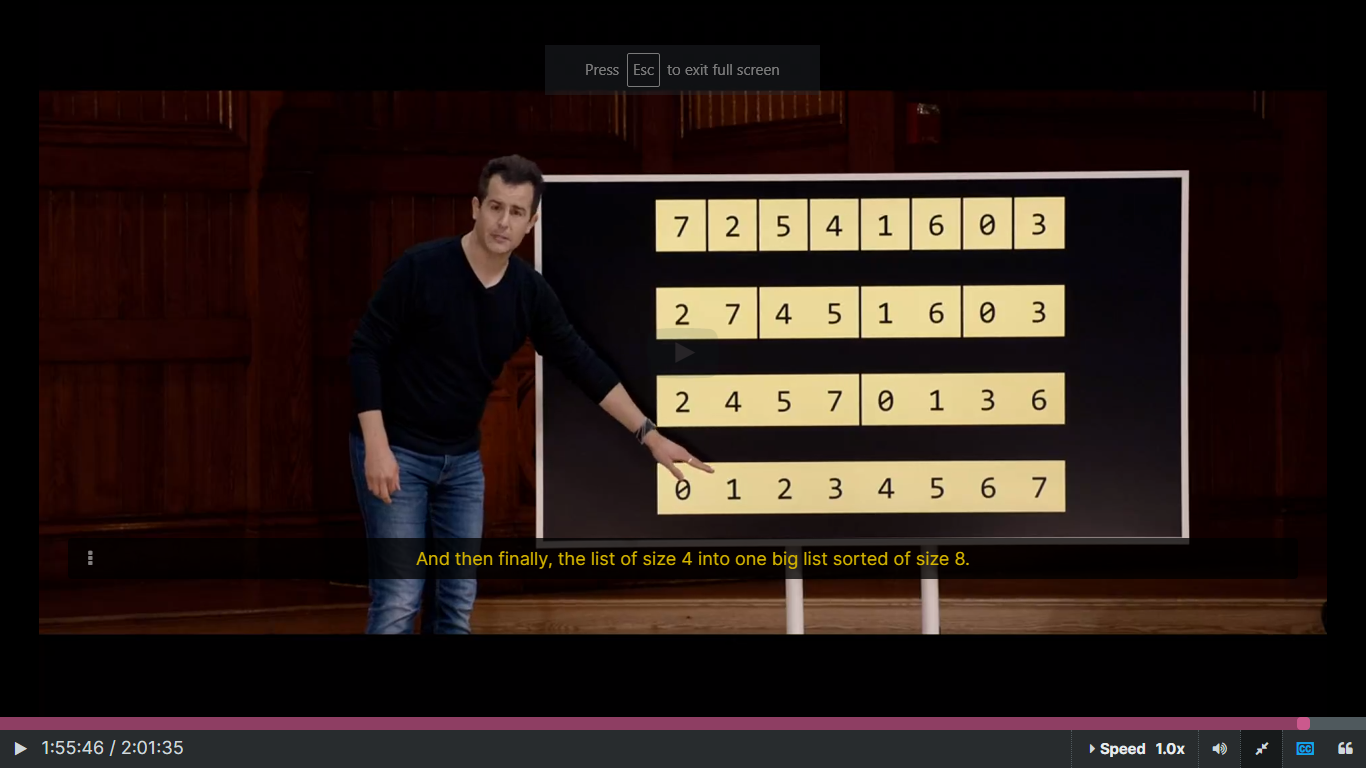 Press Esc to exit full screen
7 2 5 4 1 6 0 3
2 7 4 5 1 6 0 3
2 4 5 7 0 1 3 6
0 1 2 3 4 5 6 7
And then finally, the list of size 4 into one big list sorted of size 8.
1:55:46 / 2:01:35
Speed 1.0x
CC